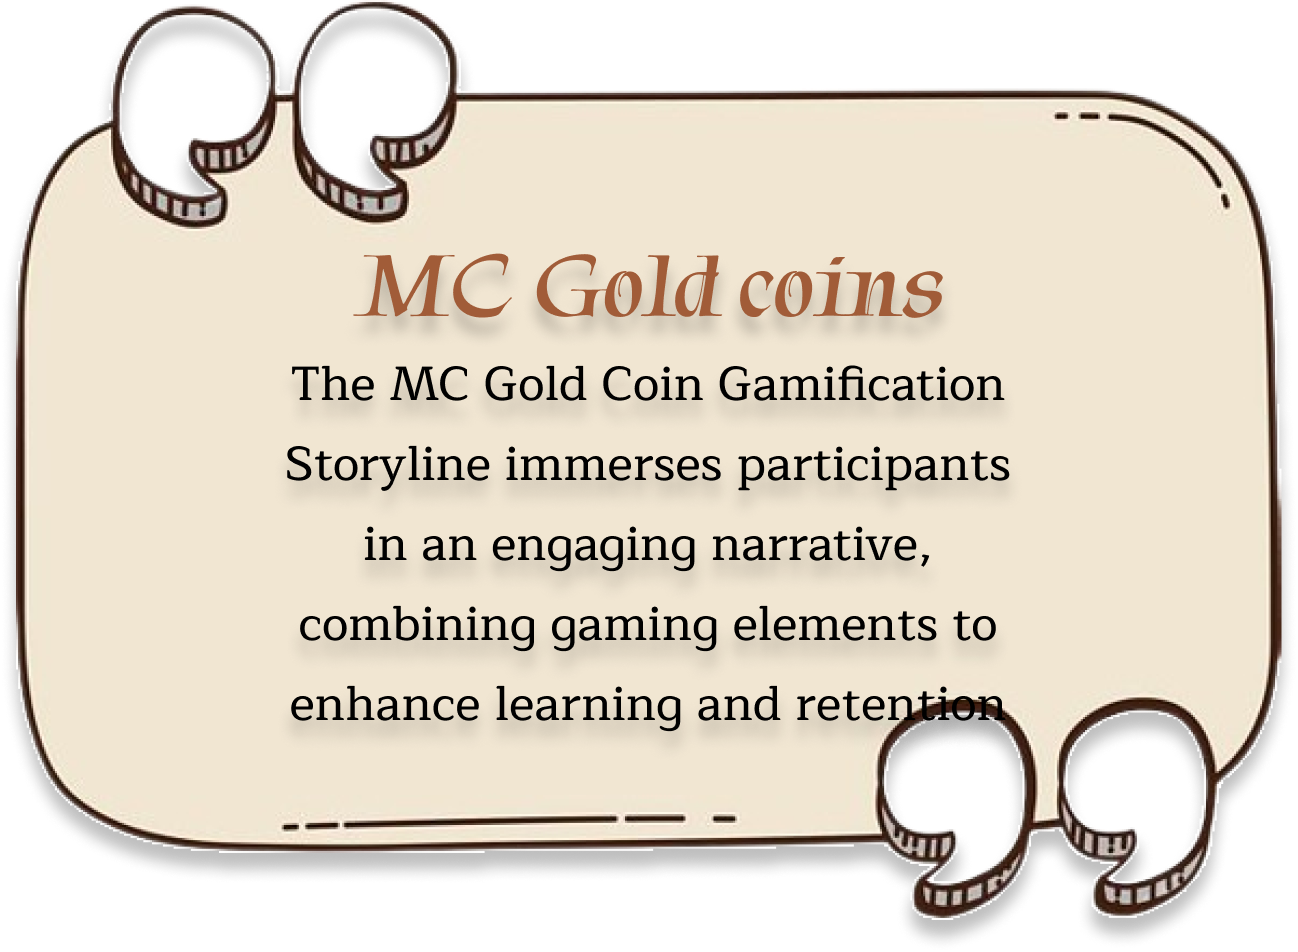 MC Gold coins
The MC Gold Coin Gamification
Storyline immerses participants
in an engaging narrative,
combining gaming elements to
enhance learning and retention